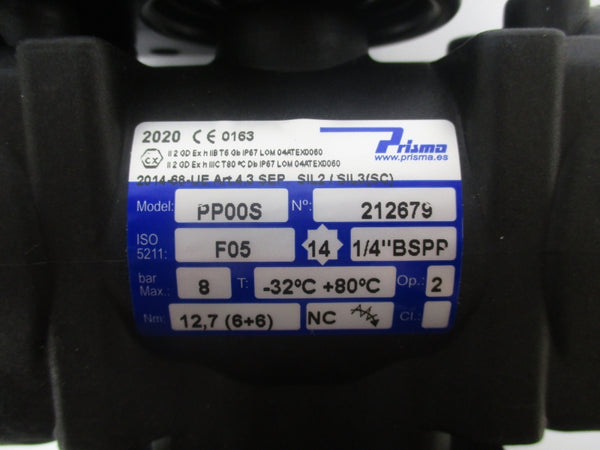 2020 CE 0163
Prisma
www.prisma.es
Ex II 2 GD Ex h IIB T6 Gb IP67 LOM 04ATEX0060
II 2 GD Ex h IIIC T80 ºC Db IP67 LOM 04ATEX0060
2014-68-UE Art 4.3 SEP SIL2 / SIL3(SC)
Model: PP00S Nº: 212679
ISO 5211: F05 14 1/4"BSPP
bar Max.: 8 T: -32ºC +80ºC Op.: 2
Nm: 12,7 (6+6) NC Cl.: